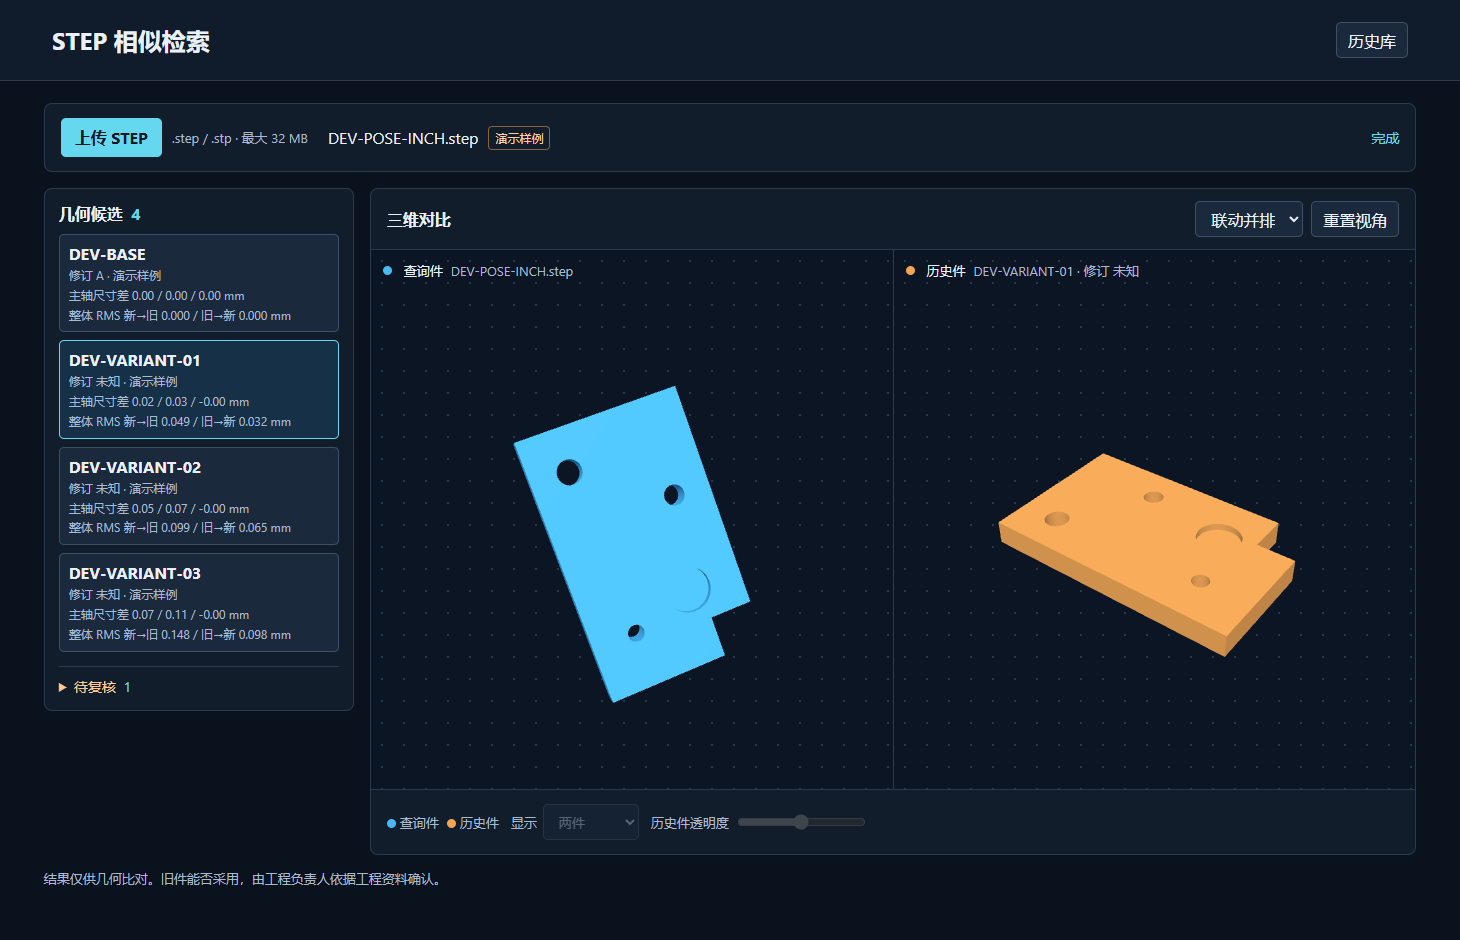 STEP 相似检索
历史库
上传 STEP .step / .stp · 最大 32 MB DEV-POSE-INCH.step 演示样例 完成
几何候选 4
DEV-BASE
修订 A · 演示样例
主轴尺寸差 0.00 / 0.00 / 0.00 mm
整体 RMS 新→旧 0.000 / 旧→新 0.000 mm
DEV-VARIANT-01
修订 未知 · 演示样例
主轴尺寸差 0.02 / 0.03 / -0.00 mm
整体 RMS 新→旧 0.049 / 旧→新 0.032 mm
DEV-VARIANT-02
修订 未知 · 演示样例
主轴尺寸差 0.05 / 0.07 / -0.00 mm
整体 RMS 新→旧 0.099 / 旧→新 0.065 mm
DEV-VARIANT-03
修订 未知 · 演示样例
主轴尺寸差 0.07 / 0.11 / -0.00 mm
整体 RMS 新→旧 0.148 / 旧→新 0.098 mm
待复核 1
三维对比
联动并排 重置视角
查询件 DEV-POSE-INCH.step
历史件 DEV-VARIANT-01 · 修订 未知
查询件 历史件 显示 两件 历史件透明度
结果仅供几何比对。旧件能否采用，由工程负责人依据工程资料确认。